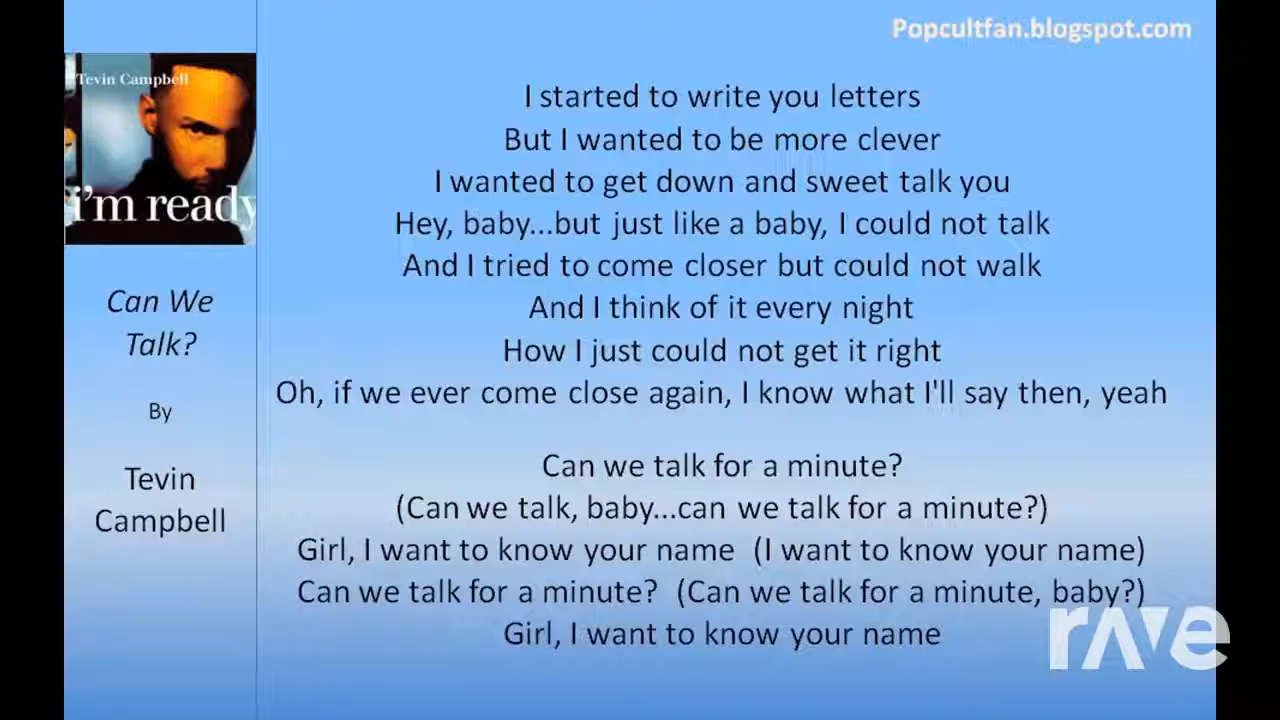 Popcultfan.blogspot.com
Tevin Campbell
i'm ready
Can We
Talk?
By
Tevin
Campbell
I started to write you letters
But I wanted to be more clever
I wanted to get down and sweet talk you
Hey, baby...but just like a baby, I could not talk
And I tried to come closer but could not walk
And I think of it every night
How I just could not get it right
Oh, if we ever come close again, I know what I'll say then, yeah
Can we talk for a minute?
(Can we talk, baby...can we talk for a minute?)
Girl, I want to know your name (I want to know your name)
Can we talk for a minute? (Can we talk for a minute, baby?)
Girl, I want to know your name
rave